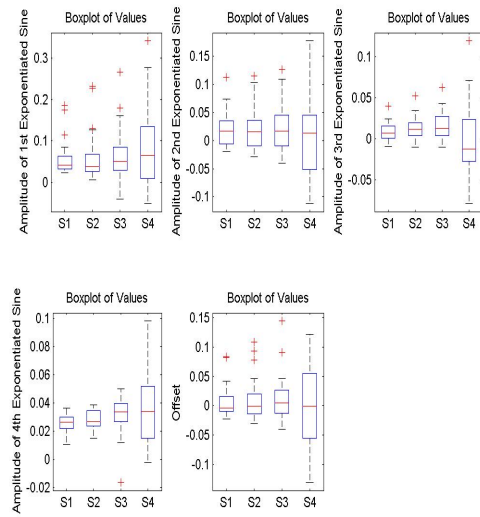 Boxplot of Values
Amplitude of 1st Exponentiated Sine
0.3
0.2
0.1
0
S1 S2 S3 S4
Boxplot of Values
Amplitude of 2nd Exponentiated Sine
0.15
0.1
0.05
0
-0.05
-0.1
S1 S2 S3 S4
Boxplot of Values
Amplitude of 3rd Exponentiated Sine
0.1
0.05
0
-0.05
S1 S2 S3 S4
Boxplot of Values
Amplitude of 4th Exponentiated Sine
0.1
0.08
0.06
0.04
0.02
0
-0.02
S1 S2 S3 S4
Boxplot of Values
Offset
0.15
0.1
0.05
0
-0.05
-0.1
S1 S2 S3 S4